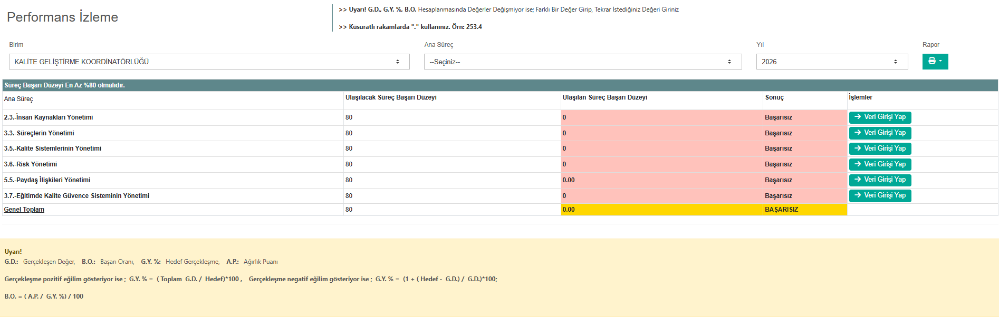 Performans İzleme
>> Uyarı! G.D., G.Y. %, B.O. Hesaplanmasında Değerler Değişmiyor ise; Farklı Bir Değer Girip, Tekrar İstediğiniz Değeri Giriniz
>> Küsuratlı rakamlarda "." kullanınız. Örn: 253.4
Birim Ana Süreç Yıl Rapor
KALİTE GELİŞTİRME KOORDİNATÖRLÜĞÜ --Seçiniz-- 2026
Süreç Başarı Düzeyi En Az %80 olmalıdır.
Ana Süreç Ulaşılacak Süreç Başarı Düzeyi Ulaşılan Süreç Başarı Düzeyi Sonuç İşlemler
2.3.-İnsan Kaynakları Yönetimi 80 0 Başarısız → Veri Girişi Yap
3.3.-Süreçlerin Yönetimi 80 0 Başarısız → Veri Girişi Yap
3.5.-Kalite Sistemlerinin Yönetimi 80 0 Başarısız → Veri Girişi Yap
3.6.-Risk Yönetimi 80 0 Başarısız → Veri Girişi Yap
5.5.-Paydaş İlişkileri Yönetimi 80 0.00 Başarısız → Veri Girişi Yap
3.7.-Eğitimde Kalite Güvence Sisteminin Yönetimi 80 0 Başarısız → Veri Girişi Yap
Genel Toplam 80 0.00 BAŞARISIZ
Uyarı!
G.D.: Gerçekleşen Değer, B.O.: Başarı Oranı, G.Y. %: Hedef Gerçekleşme, A.P.: Ağırlık Puanı
Gerçekleşme pozitif eğilim gösteriyor ise ; G.Y. % = ( Toplam G.D. / Hedef)*100 , Gerçekleşme negatif eğilim gösteriyor ise ; G.Y. % = (1 + ( Hedef - G.D.) / G.D.)*100;
B.O. = ( A.P. / G.Y. %) / 100